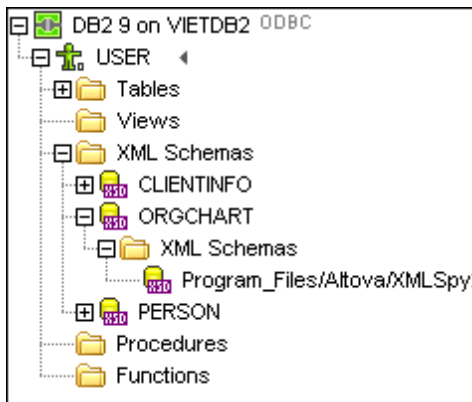 DB2 9 on VIETDB2 ODBC
USER
Tables
Views
XML Schemas
CLIENTINFO
ORGCHART
XML Schemas
Program_Files/Altova/XMLSpy
PERSON
Procedures
Functions